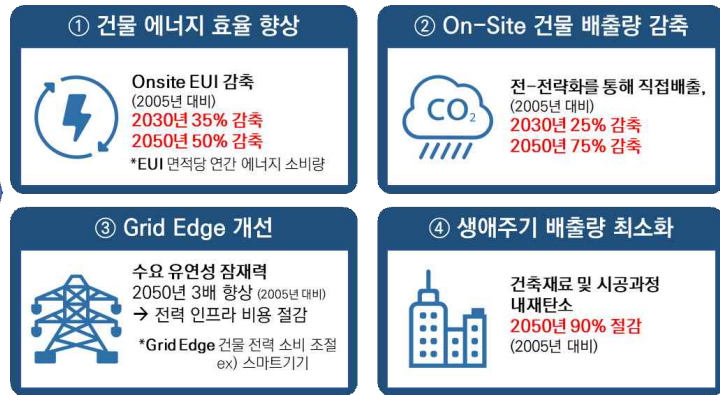 ① 건물 에너지 효율 향상
Onsite EUI 감축
(2005년 대비)
2030년 35% 감축
2050년 50% 감축
*EUI 면적당 연간 에너지 소비량
② On-Site 건물 배출량 감축
CO₂
전-전략화를 통해 직접배출,
(2005년 대비)
2030년 25% 감축
2050년 75% 감축
③ Grid Edge 개선
수요 유연성 잠재력
2050년 3배 향상 (2005년 대비)
→ 전력 인프라 비용 절감
*Grid Edge 건물 전력 소비 조절
ex) 스마트기기
④ 생애주기 배출량 최소화
건축재료 및 시공과정
내재탄소
2050년 90% 절감
(2005년 대비)